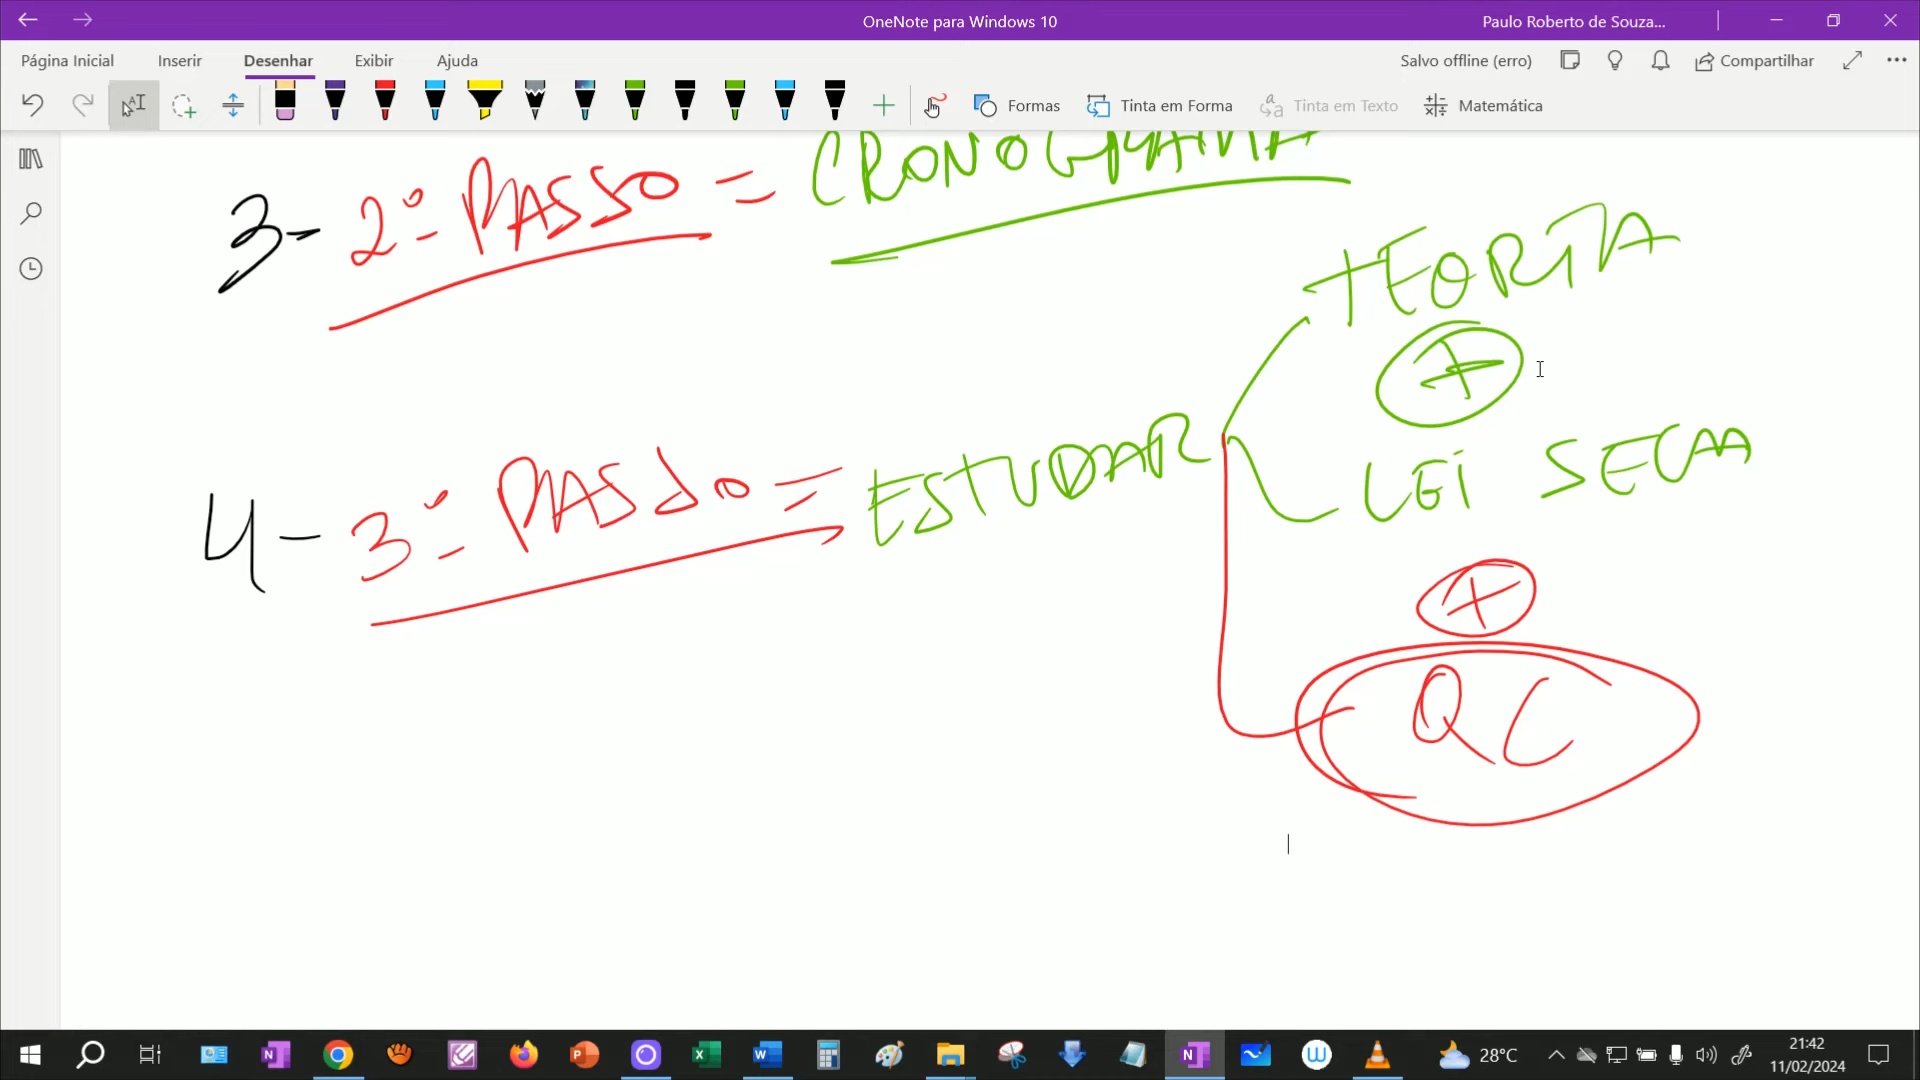 OneNote para Windows 10
Paulo Roberto de Souza...
Página Inicial Inserir Desenhar Exibir Ajuda
Salvo offline (erro) Compartilhar
Formas Tinta em Forma Tinta em Texto Matemática
3- 2º PASSO = CRONOGRAMA
TEORIA
+
4- 3º PASSO = ESTUDAR
LEI SECA
+
QC
28°C
21:42
11/02/2024